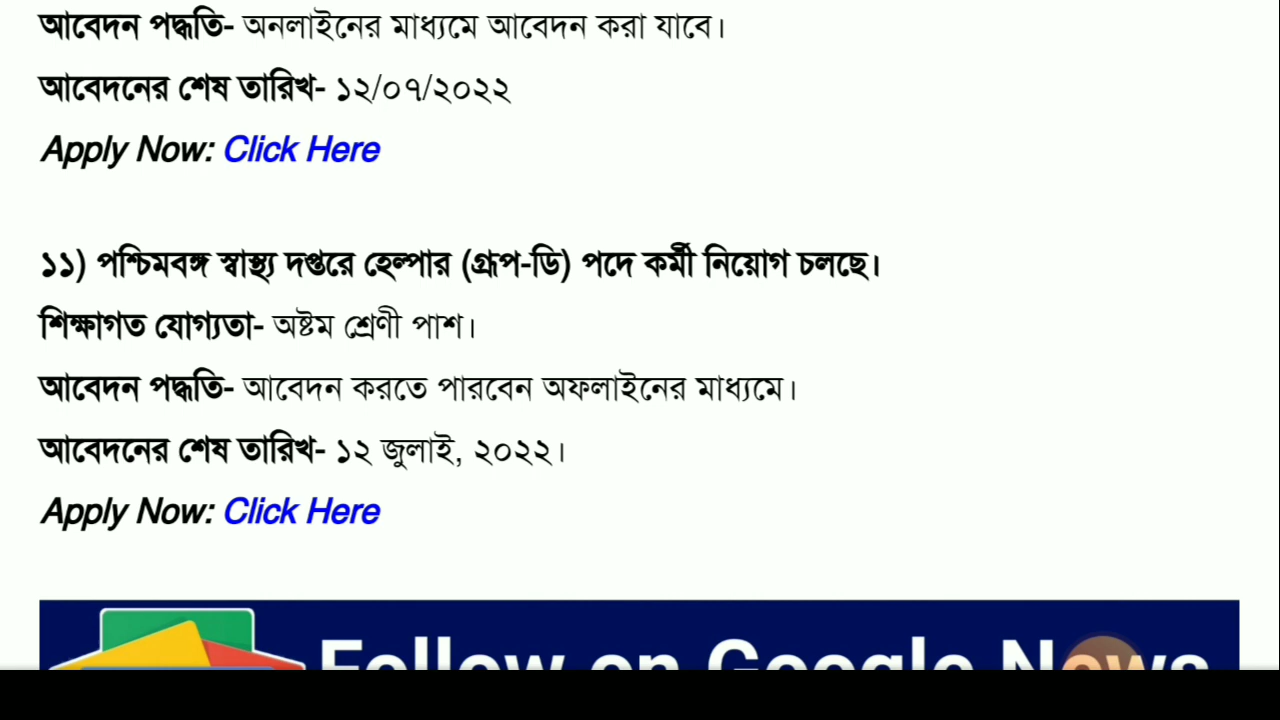 আবেদন পদ্ধতি- অনলাইনের মাধ্যমে আবেদন করা যাবে।
আবেদনের শেষ তারিখ- ১২/০৭/২০২২
Apply Now: Click Here
১১) পশ্চিমবঙ্গ স্বাস্থ্য দপ্তরে হেল্পার (গ্ৰূপ-ডি) পদে কর্মী নিয়োগ চলছে।
শিক্ষাগত যোগ্যতা- অষ্টম শ্রেণী পাশ।
আবেদন পদ্ধতি- আবেদন করতে পারবেন অফলাইনের মাধ্যমে।
আবেদনের শেষ তারিখ- ১২ জুলাই, ২০২২।
Apply Now: Click Here
Follow on Google News